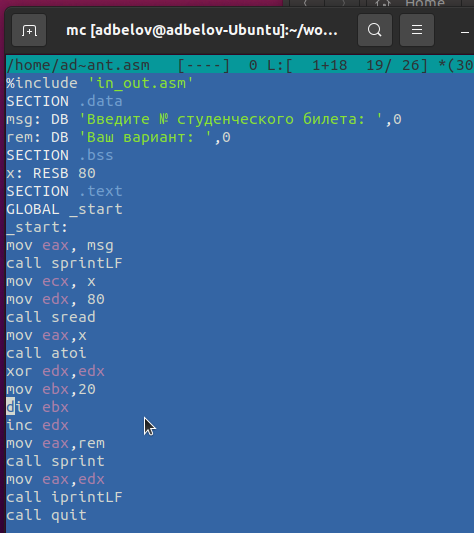 Home
mc [adbelov@adbelov-Ubuntu]:~/wo...
/home/ad~ant.asm   [----]  0 L:[  1+18  19/ 26] *(30
%include 'in_out.asm'
SECTION .data
msg: DB 'Введите № студенческого билета: ',0
rem: DB 'Ваш вариант: ',0
SECTION .bss
x: RESB 80
SECTION .text
GLOBAL _start
_start:
mov eax, msg
call sprintLF
mov ecx, x
mov edx, 80
call sread
mov eax,x
call atoi
xor edx,edx
mov ebx,20
div ebx
inc edx
mov eax,rem
call sprint
mov eax,edx
call iprintLF
call quit